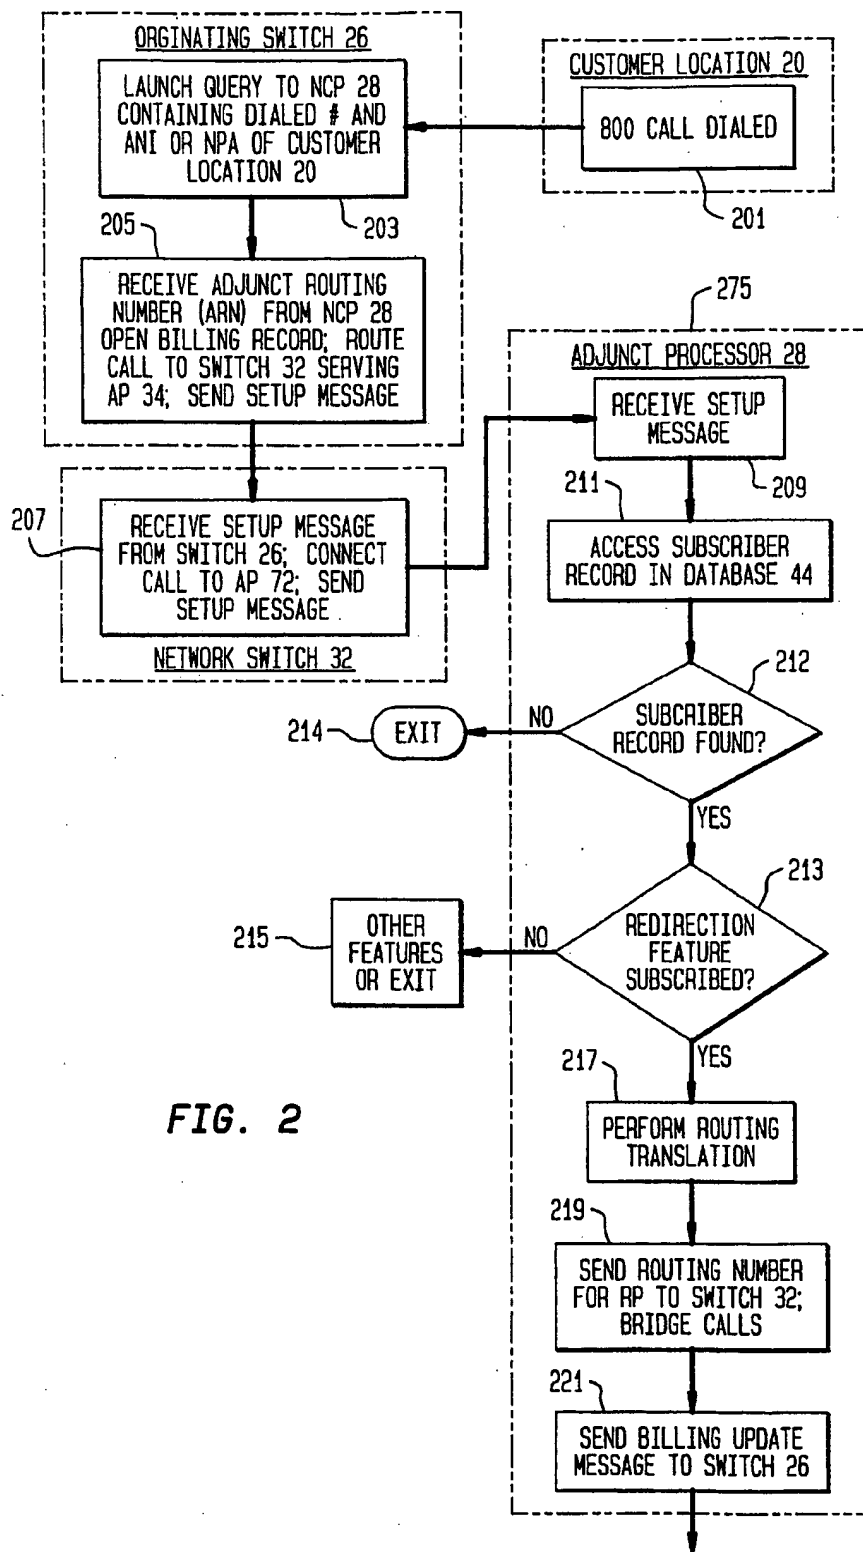 ORGINATING SWITCH 26
LAUNCH QUERY TO NCP 28
CONTAINING DIALED # AND
ANI OR NPA OF CUSTOMER
LOCATION 20
203
CUSTOMER LOCATION 20
800 CALL DIALED
201
205
RECEIVE ADJUNCT ROUTING
NUMBER (ARN) FROM NCP 28
OPEN BILLING RECORD; ROUTE
CALL TO SWITCH 32 SERVING
AP 34; SEND SETUP MESSAGE
207
RECEIVE SETUP MESSAGE
FROM SWITCH 26; CONNECT
CALL TO AP 72; SEND
SETUP MESSAGE
NETWORK SWITCH 32
275
ADJUNCT PROCESSOR 28
RECEIVE SETUP
MESSAGE
209
211
ACCESS SUBSCRIBER
RECORD IN DATABASE 44
212
SUBCRIBER
RECORD FOUND?
NO
214
EXIT
YES
213
REDIRECTION
FEATURE
SUBSCRIBED?
NO
215
OTHER
FEATURES
OR EXIT
YES
217
PERFORM ROUTING
TRANSLATION
219
SEND ROUTING NUMBER
FOR RP TO SWITCH 32;
BRIDGE CALLS
221
SEND BILLING UPDATE
MESSAGE TO SWITCH 26
FIG. 2